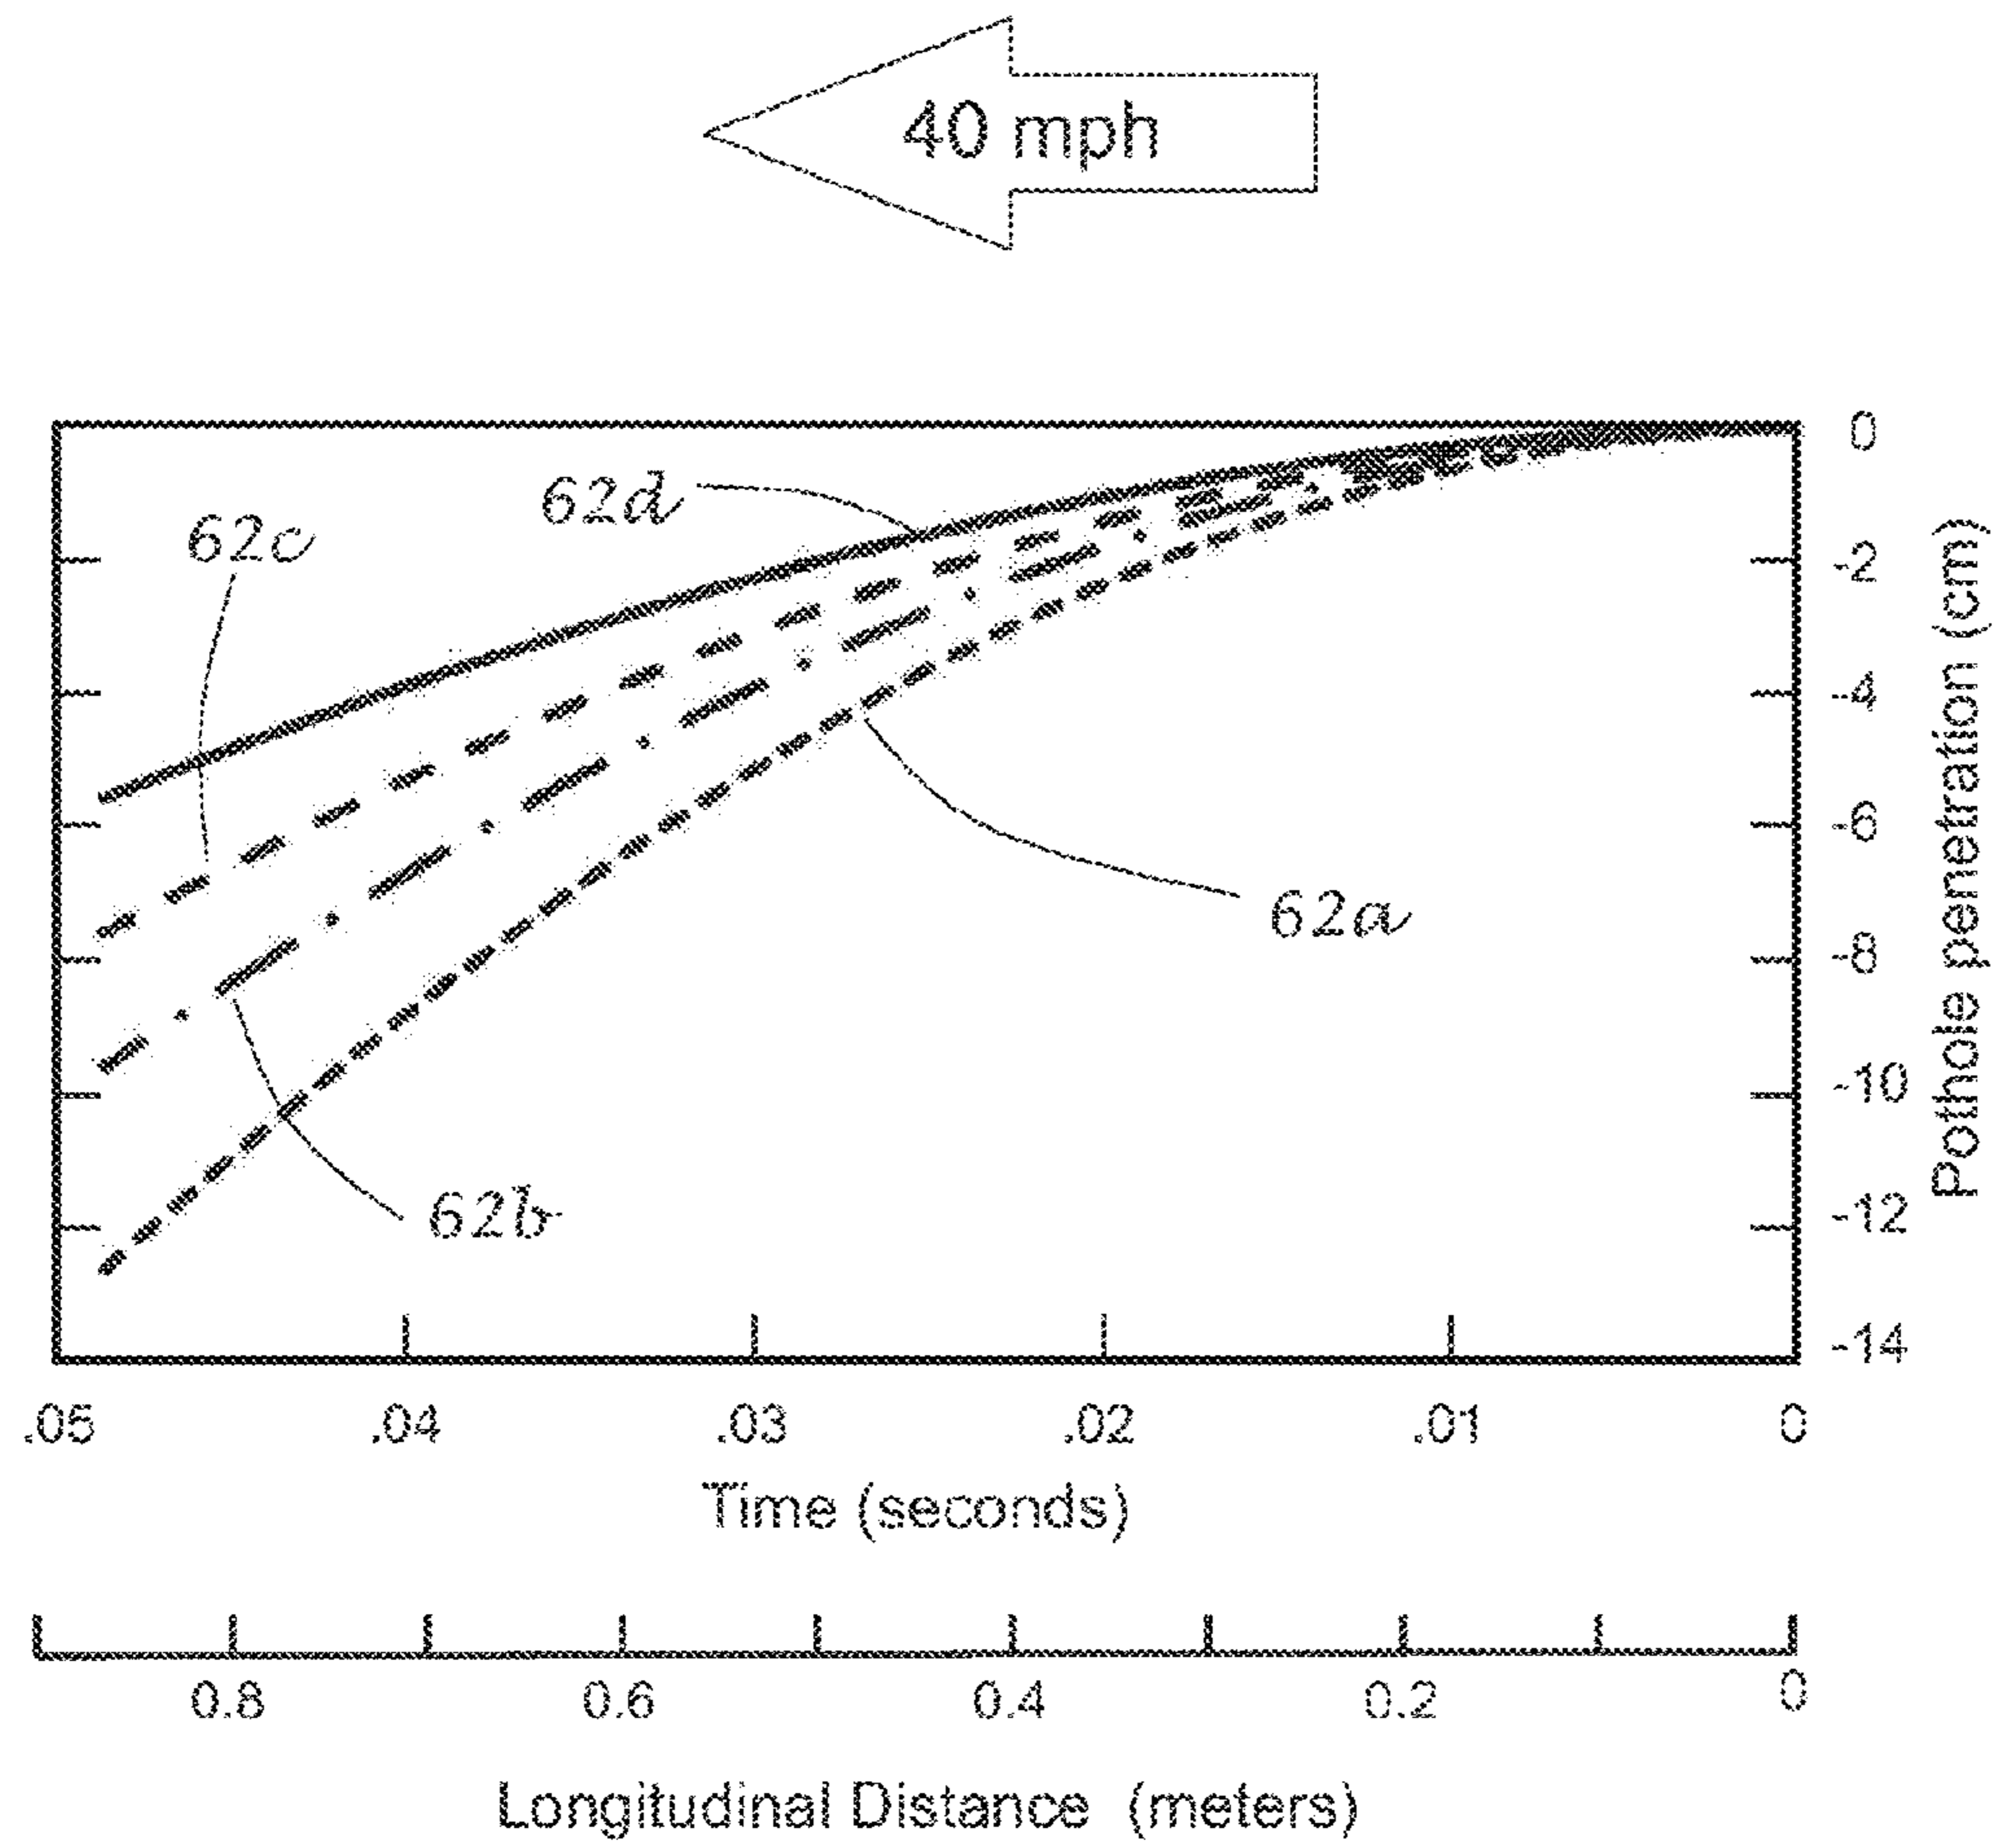 40 mph
0
62d
62c
-2
-4
-6
62a
-8
-10
62b
-12
-14
Pothole penetration (cm)
.05 .04 .03 .02 .01 0
Time (seconds)
0.8 0.6 0.4 0.2 0
Longitudinal Distance (meters)